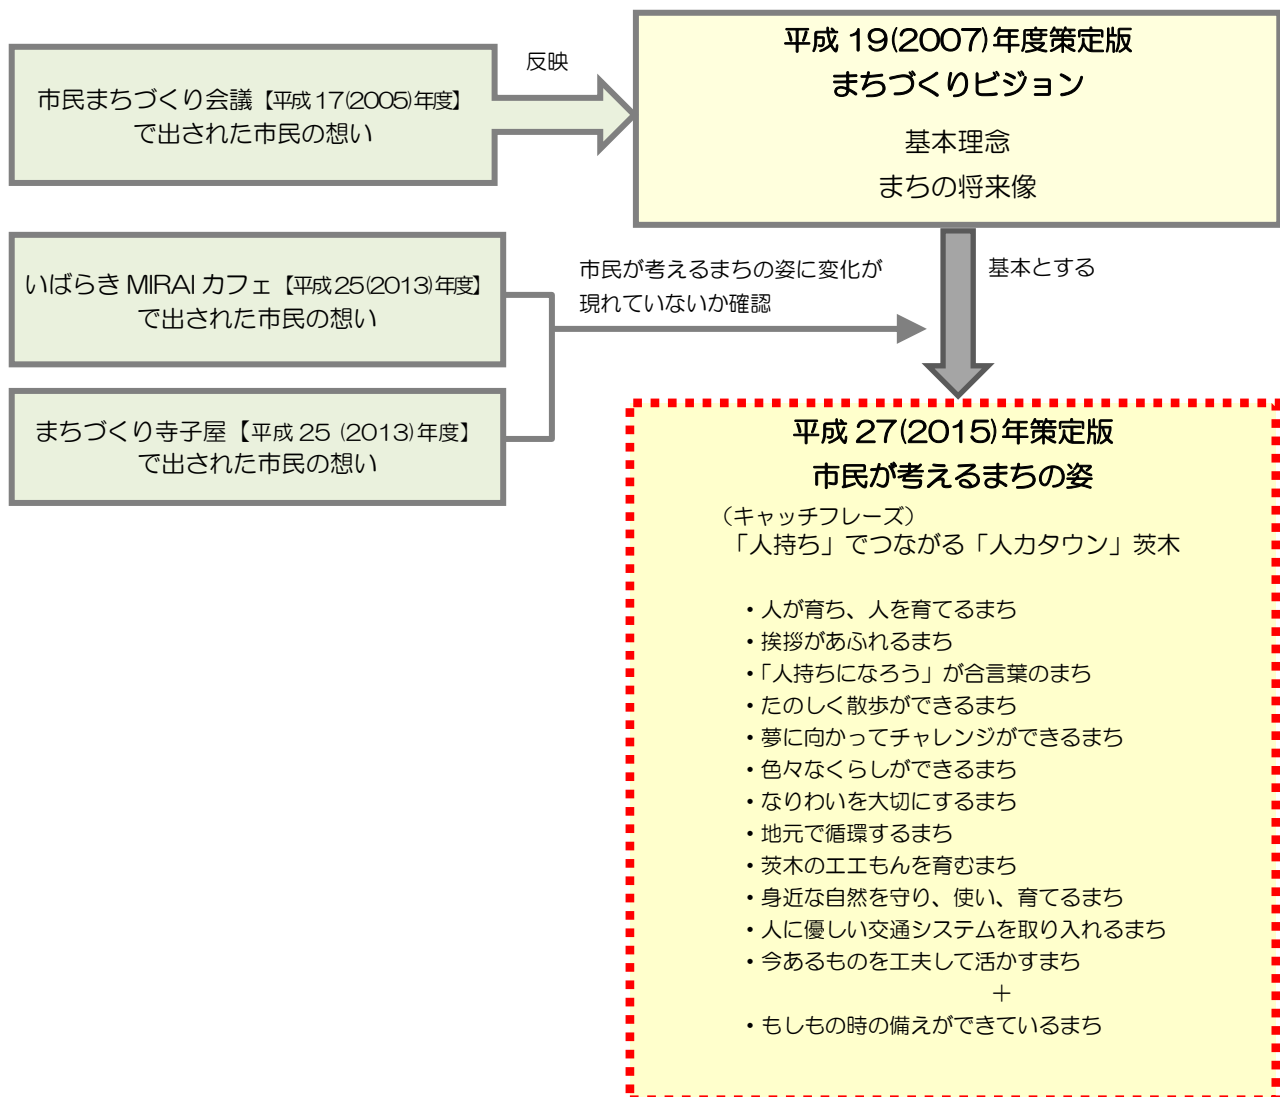 平成 19(2007)年度策定版
まちづくりビジョン
基本理念
まちの将来像
反映
市民まちづくり会議【平成 17(2005)年度】
で出された市民の想い
いばらき MIRAI カフェ【平成 25(2013)年度】
で出された市民の想い
まちづくり寺子屋【平成 25 (2013)年度】
で出された市民の想い
市民が考えるまちの姿に変化が
現れていないか確認
基本とする
平成 27(2015)年策定版
市民が考えるまちの姿
（キャッチフレーズ）
「人持ち」でつながる「人力タウン」茨木
・人が育ち、人を育てるまち
・挨拶があふれるまち
・「人持ちになろう」が合言葉のまち
・たのしく散歩ができるまち
・夢に向かってチャレンジができるまち
・色々なくらしができるまち
・なりわいを大切にするまち
・地元で循環するまち
・茨木のエエもんを育むまち
・身近な自然を守り、使い、育てるまち
・人に優しい交通システムを取り入れるまち
・今あるものを工夫して活かすまち
＋
・もしもの時の備えができているまち